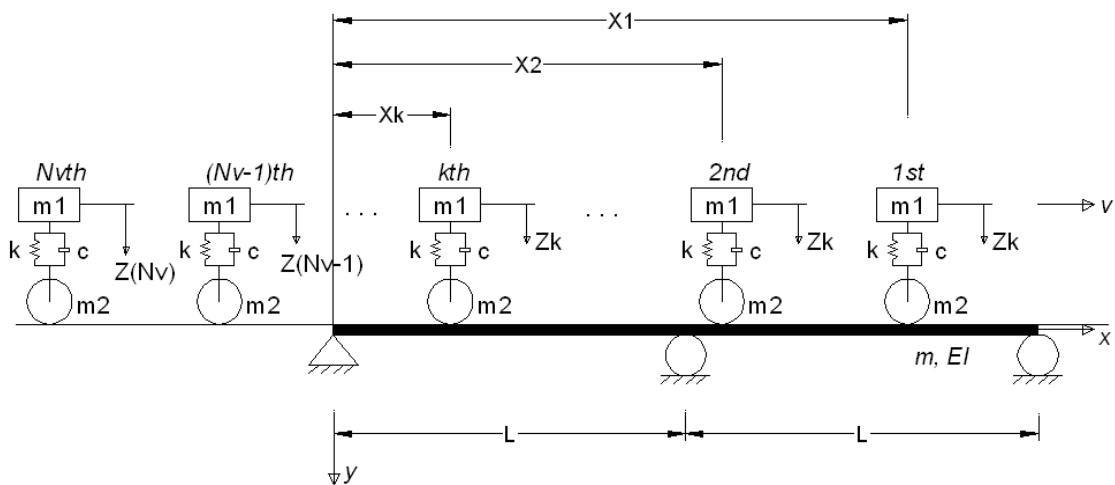 X1
X2
Xk
Nvth (Nv-1)th kth 2nd 1st
m1 m1 ... m1 ... m1 m1 v
k c k c k c k c k c
Z(Nv) Z(Nv-1) Zk Zk Zk
m2 m2 m2 m2 m2
x
m, EI
L L
y